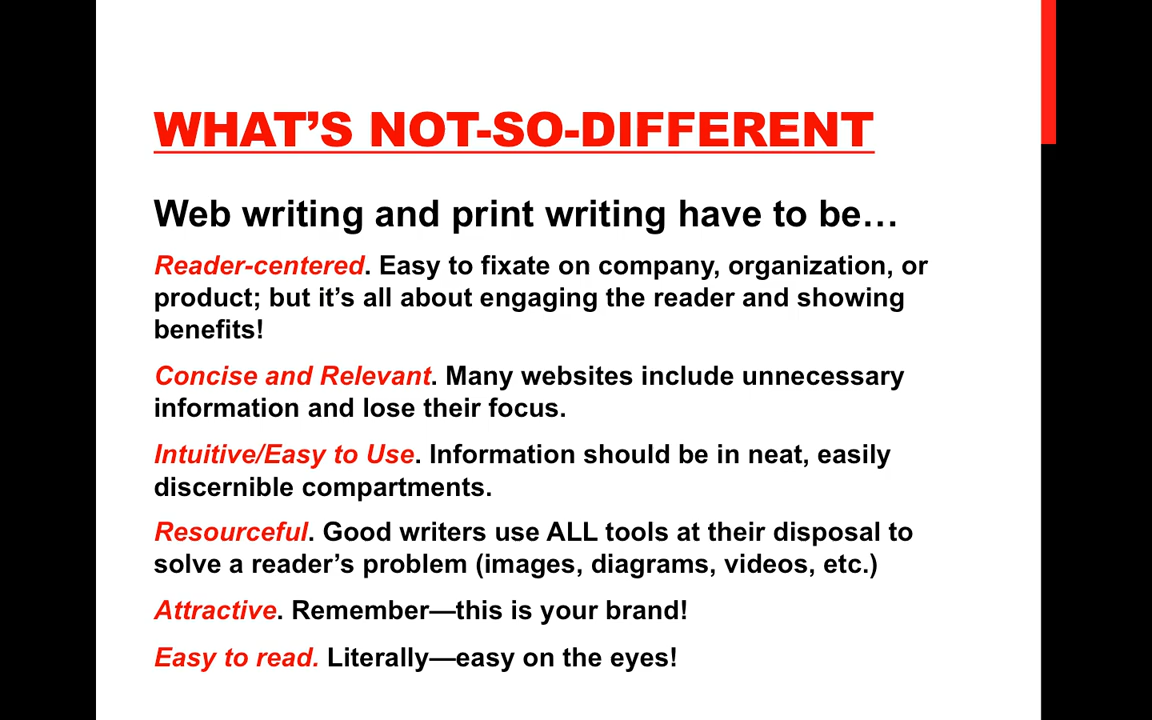 WHAT’S NOT-SO-DIFFERENT
Web writing and print writing have to be…
Reader-centered. Easy to fixate on company, organization, or
product; but it’s all about engaging the reader and showing
benefits!
Concise and Relevant. Many websites include unnecessary
information and lose their focus.
Intuitive/Easy to Use. Information should be in neat, easily
discernible compartments.
Resourceful. Good writers use ALL tools at their disposal to
solve a reader’s problem (images, diagrams, videos, etc.)
Attractive. Remember—this is your brand!
Easy to read. Literally—easy on the eyes!